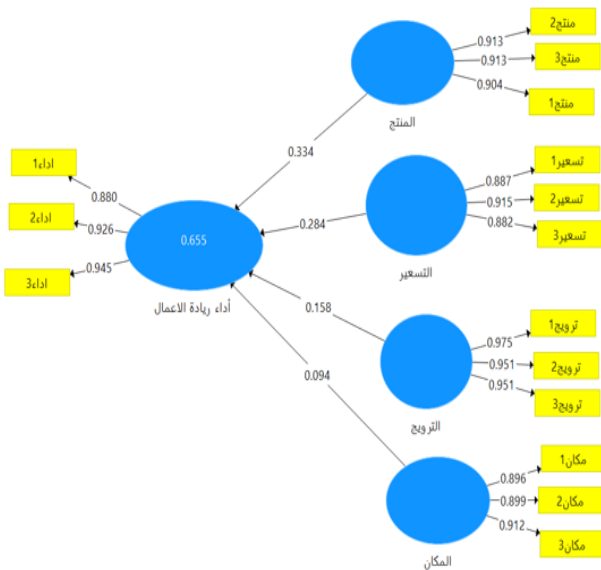 منتج2
0.913
منتج3
0.913
منتج1
0.904
المنتج
0.334
اداء1
0.880
اداء2
0.926
اداء3
0.945
0.655
أداء ريادة الاعمال
تسعير1
0.887
تسعير2
0.915
تسعير3
0.882
التسعير
0.284
ترويج1
0.975
ترويج2
0.951
ترويج3
0.951
الترويج
0.158
0.094
مكان1
0.896
مكان2
0.899
مكان3
0.912
المكان